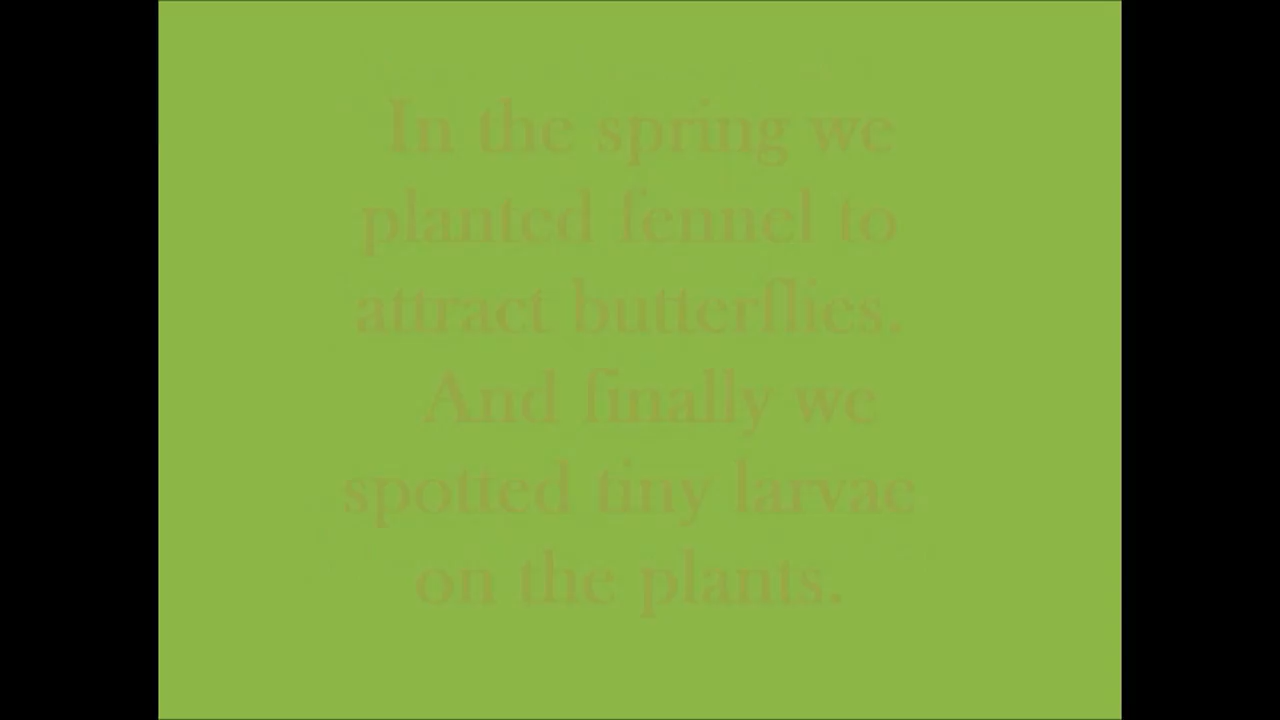 In the spring we
planted fennel to
attract butterflies.
And finally we
spotted tiny larvae
on the plants.